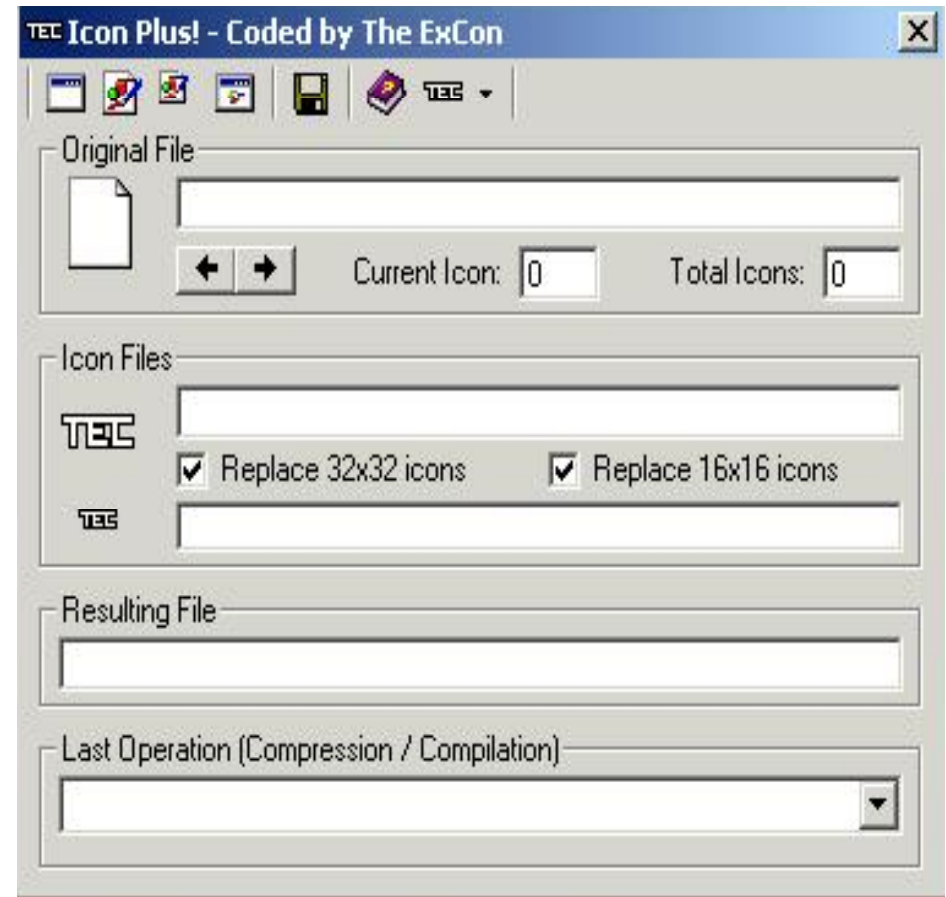 TEC Icon Plus! - Coded by The ExCon
TEC
Original File
Current Icon: 0 Total Icons: 0
Icon Files
TEC
Replace 32x32 icons Replace 16x16 icons
TEC
Resulting File
Last Operation (Compression / Compilation)